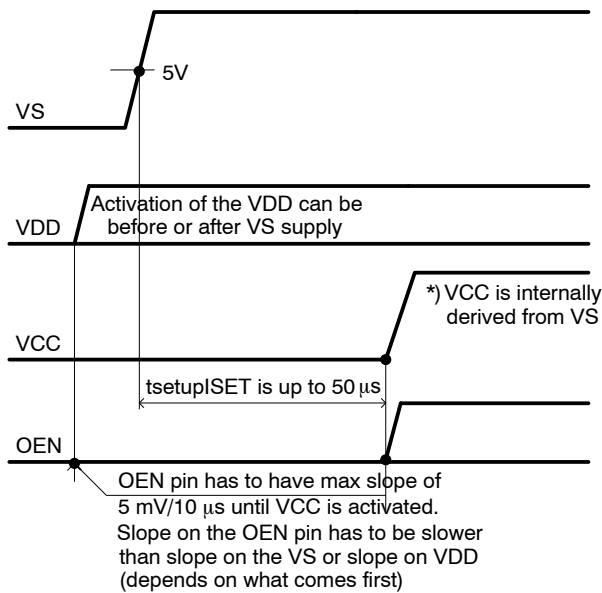 5V
VS
Activation of the VDD can be
before or after VS supply
VDD
*) VCC is internally
derived from VS
VCC
tsetupISET is up to 50 µs
OEN
OEN pin has to have max slope of
5 mV/10 µs until VCC is activated.
Slope on the OEN pin has to be slower
than slope on the VS or slope on VDD
(depends on what comes first)